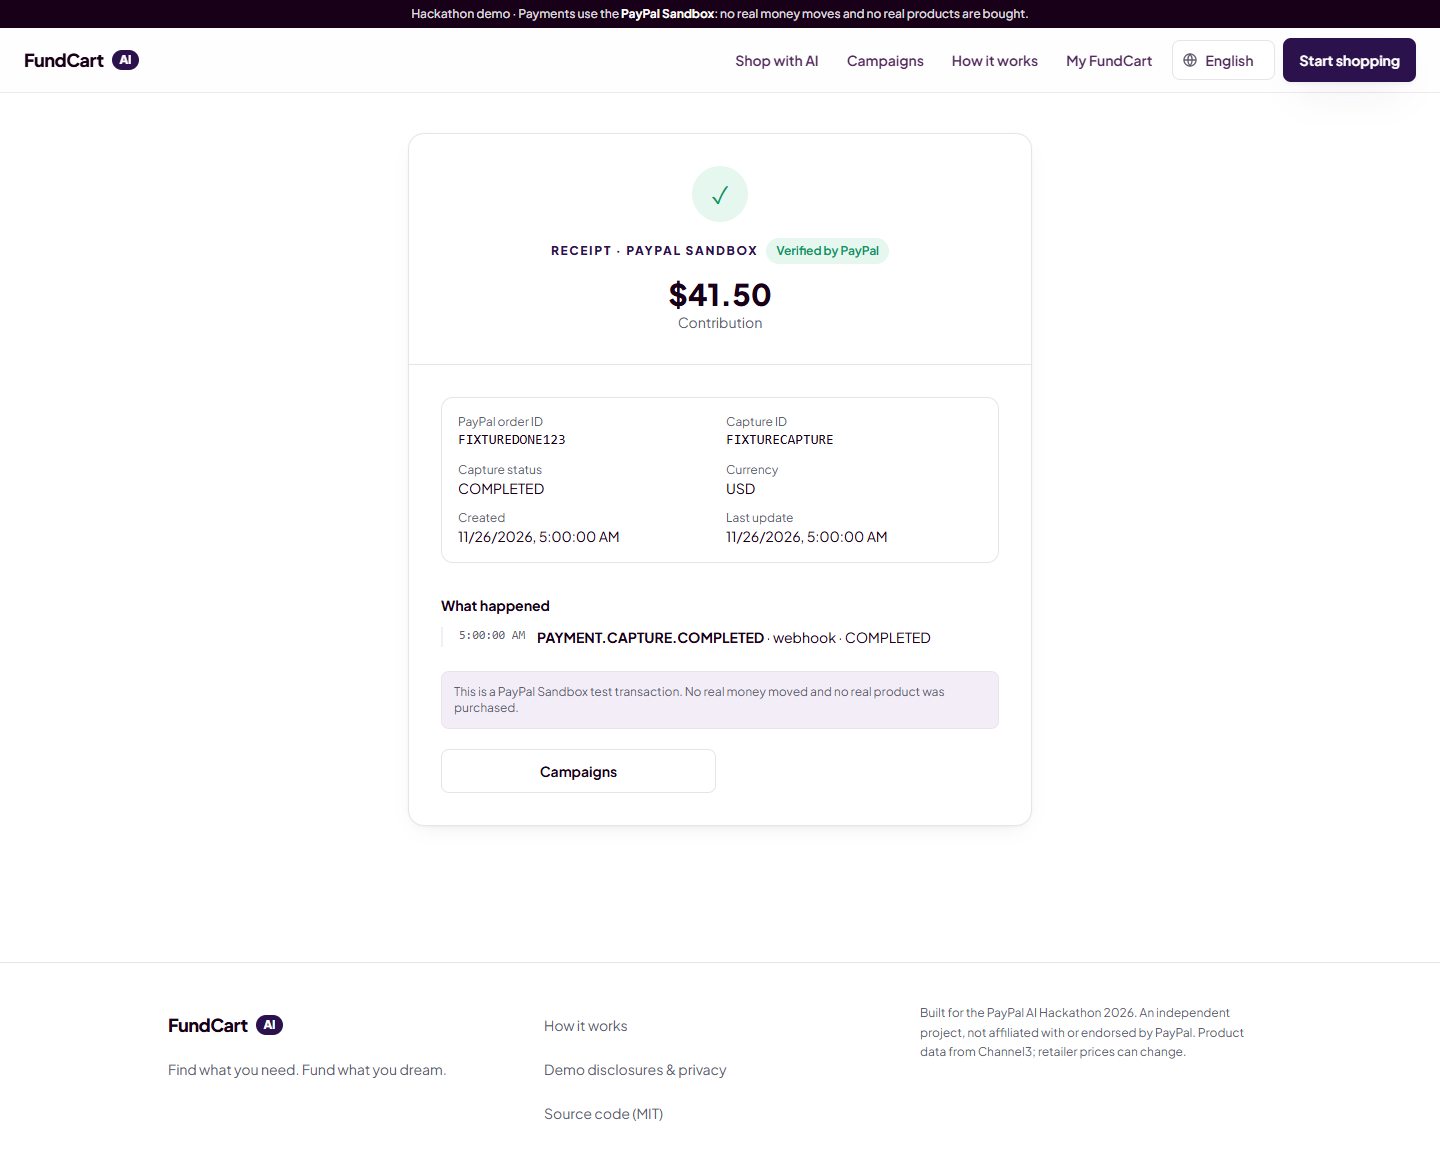 Hackathon demo · Payments use the PayPal Sandbox: no real money moves and no real products are bought.
FundCart AI
Shop with AI
Campaigns
How it works
My FundCart
English
Start shopping
✓
RECEIPT · PAYPAL SANDBOX
Verified by PayPal
$41.50
Contribution
PayPal order ID
FIXTUREDONE123
Capture ID
FIXTURECAPTURE
Capture status
COMPLETED
Currency
USD
Created
11/26/2026, 5:00:00 AM
Last update
11/26/2026, 5:00:00 AM
What happened
5:00:00 AM PAYMENT.CAPTURE.COMPLETED · webhook · COMPLETED
This is a PayPal Sandbox test transaction. No real money moved and no real product was
purchased.
Campaigns
FundCart AI
Find what you need. Fund what you dream.
How it works
Demo disclosures & privacy
Source code (MIT)
Built for the PayPal AI Hackathon 2026. An independent
project, not affiliated with or endorsed by PayPal. Product
data from Channel3; retailer prices can change.